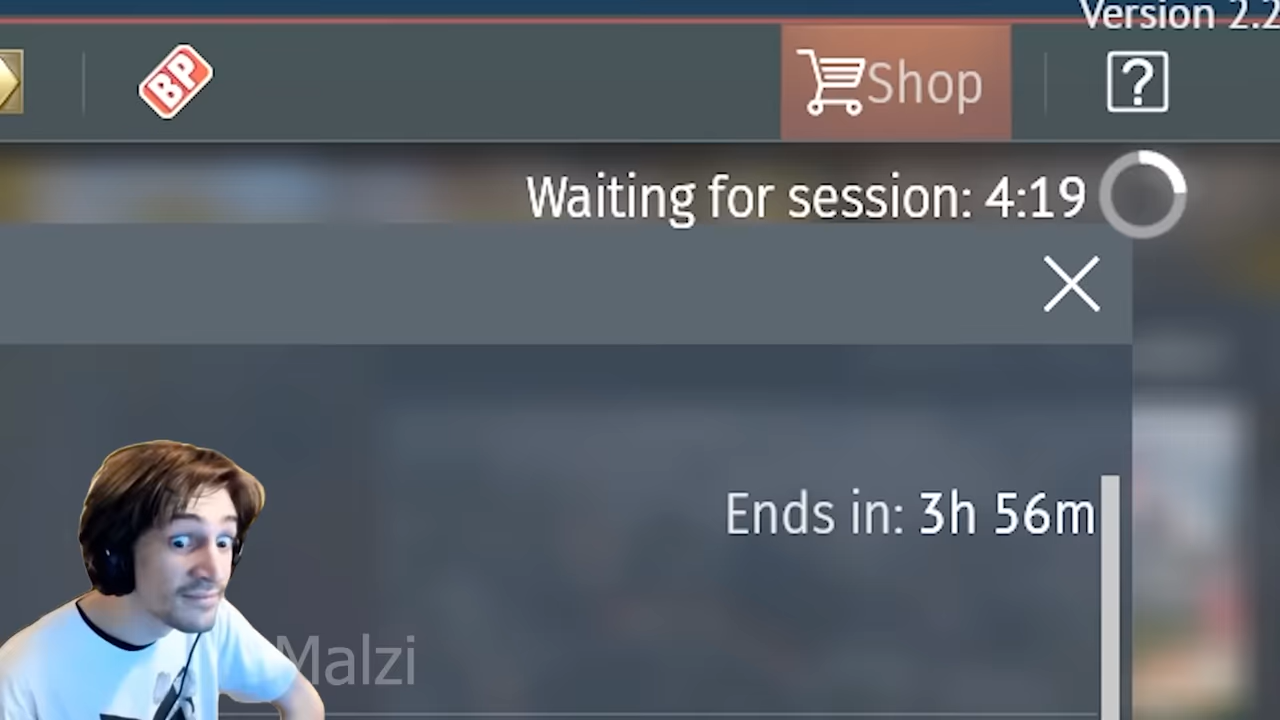 Version 2.2
BP
Shop
?
Waiting for session: 4:19
Ends in: 3h 56m
Malzi